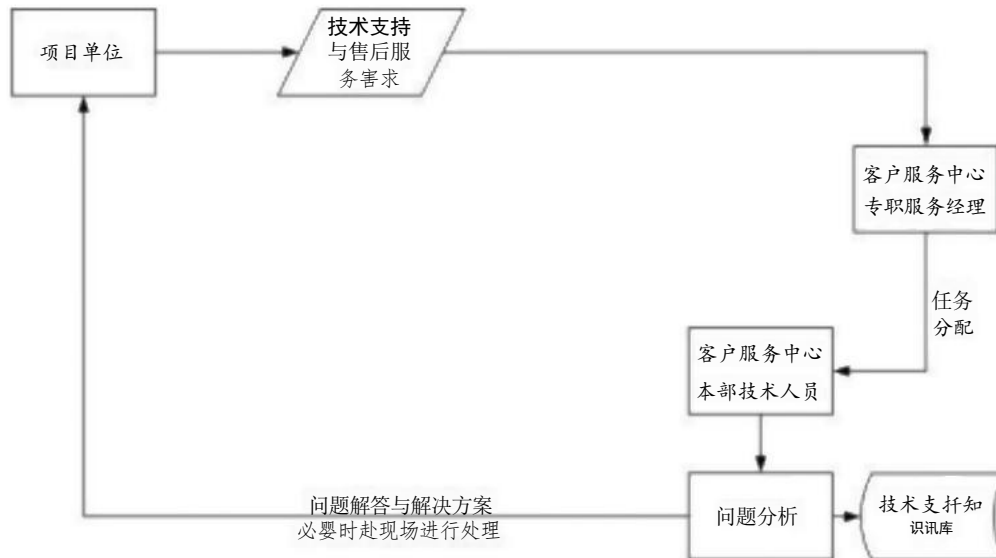 项目单位
技术支持
与售后服
务害求
客户服务中心
专职服务经理
任务
分配
客户服务中心
本部技术人员
问题分析
技术支扦知
识讯库
问题解答与解决方案
必婴时赴现场进行处理